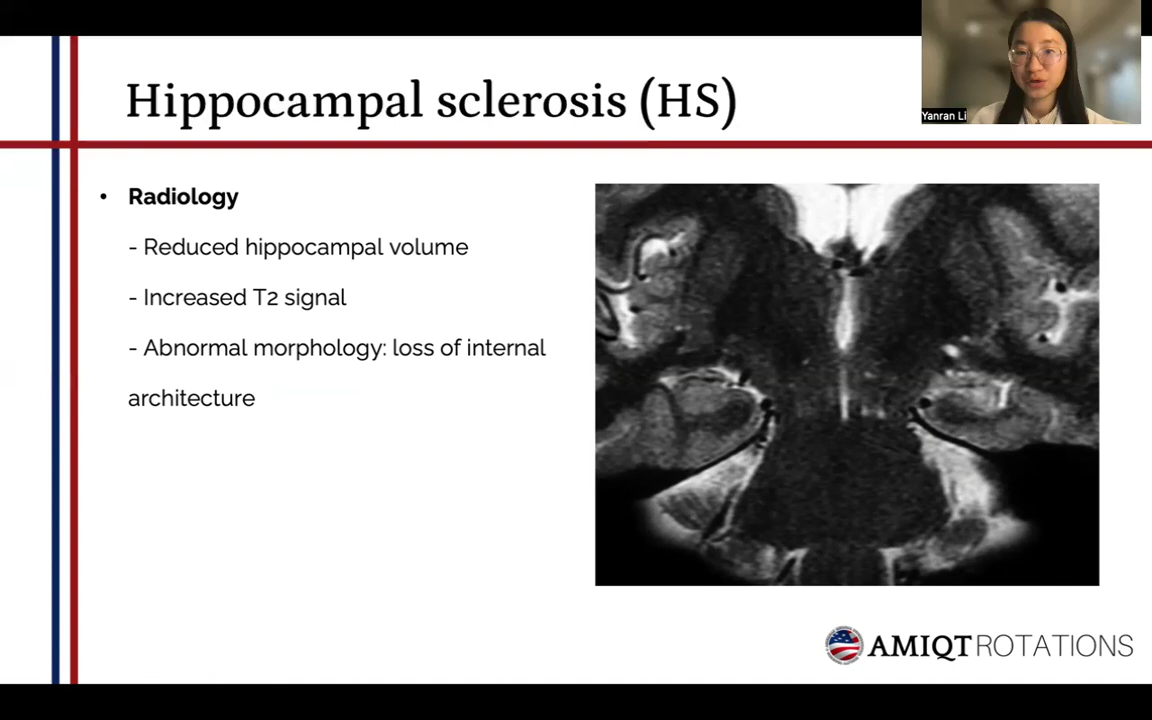 Hippocampal sclerosis (HS)
Yanran Li
• Radiology
- Reduced hippocampal volume
- Increased T2 signal
- Abnormal morphology: loss of internal
architecture
AMIQT ROTATIONS